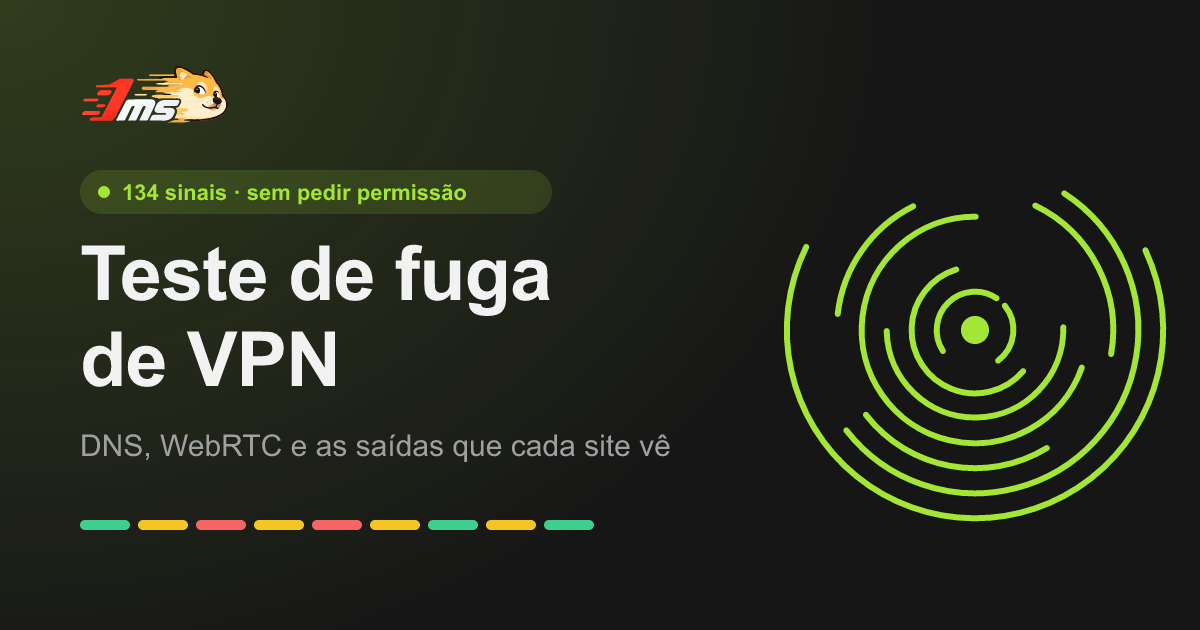 1ms
134 sinais · sem pedir permissão
Teste de fuga
de VPN
DNS, WebRTC e as saídas que cada site vê